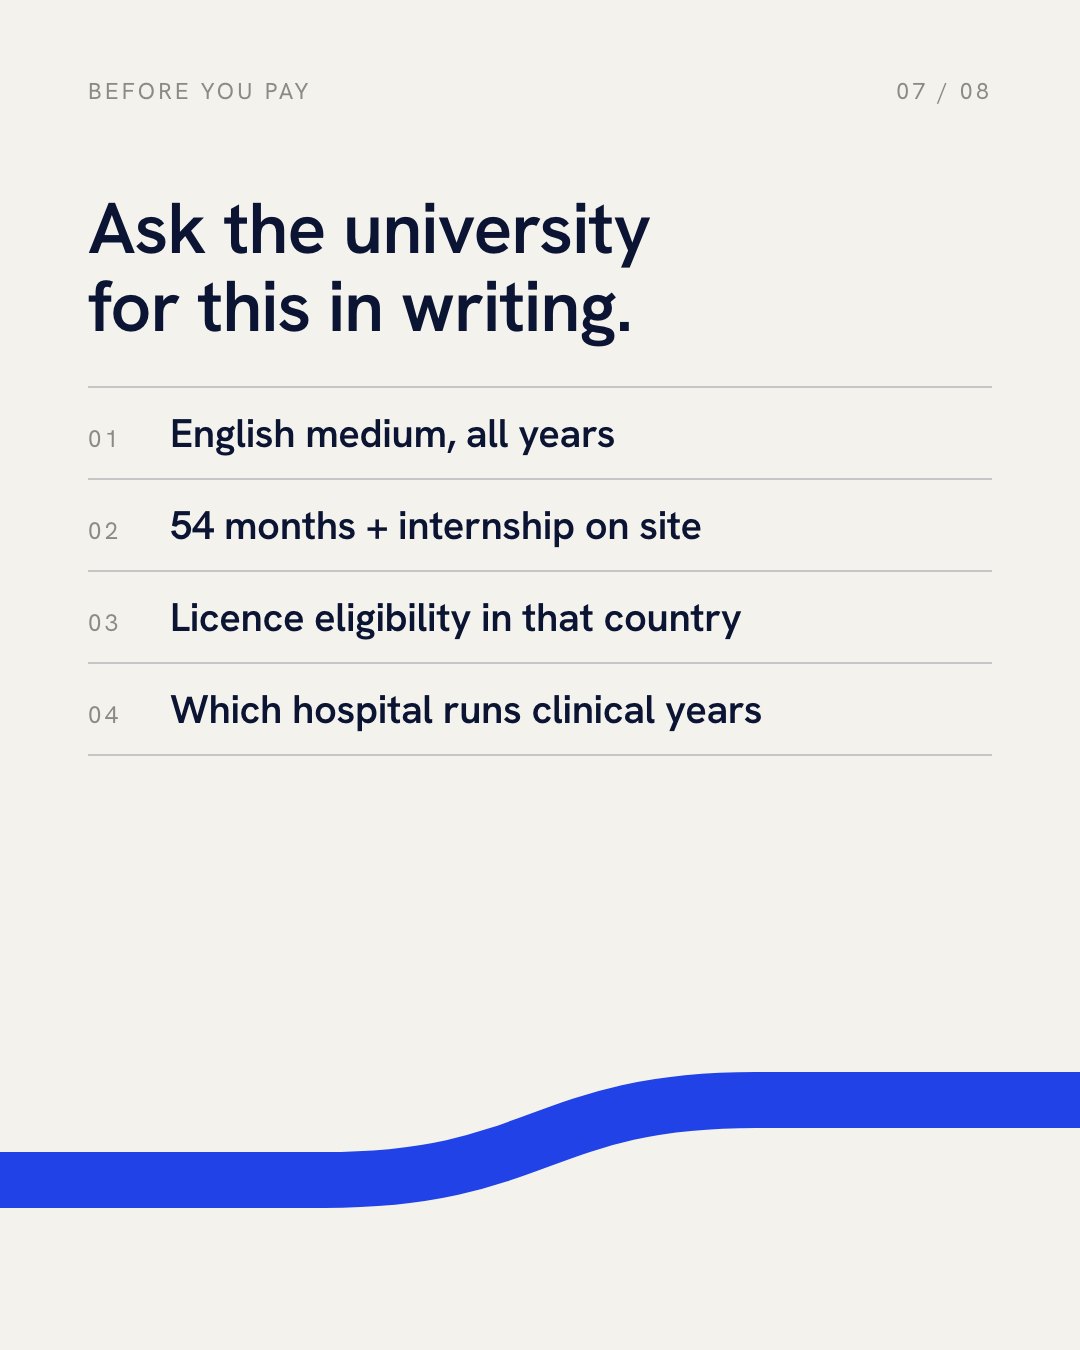 BEFORE YOU PAY
07 / 08
Ask the university
for this in writing.
01 English medium, all years
02 54 months + internship on site
03 Licence eligibility in that country
04 Which hospital runs clinical years